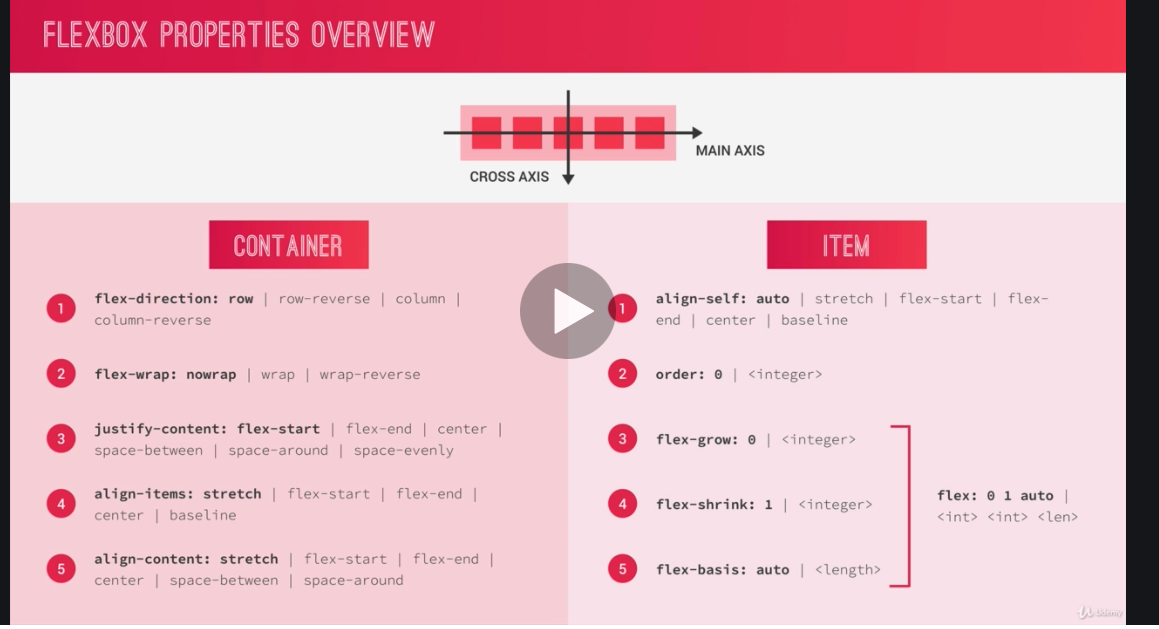 FLEXBOX PROPERTIES OVERVIEW
MAIN AXIS
CROSS AXIS
CONTAINER
1 flex-direction: row | row-reverse | column |
column-reverse
2 flex-wrap: nowrap | wrap | wrap-reverse
3 justify-content: flex-start | flex-end | center |
space-between | space-around | space-evenly
4 align-items: stretch | flex-start | flex-end |
center | baseline
5 align-content: stretch | flex-start | flex-end |
center | space-between | space-around
ITEM
1 align-self: auto | stretch | flex-start | flex-
end | center | baseline
2 order: 0 | <integer>
3 flex-grow: 0 | <integer>
4 flex-shrink: 1 | <integer>
5 flex-basis: auto | <length>
flex: 0 1 auto |
<int> <int> <len>
Udemy